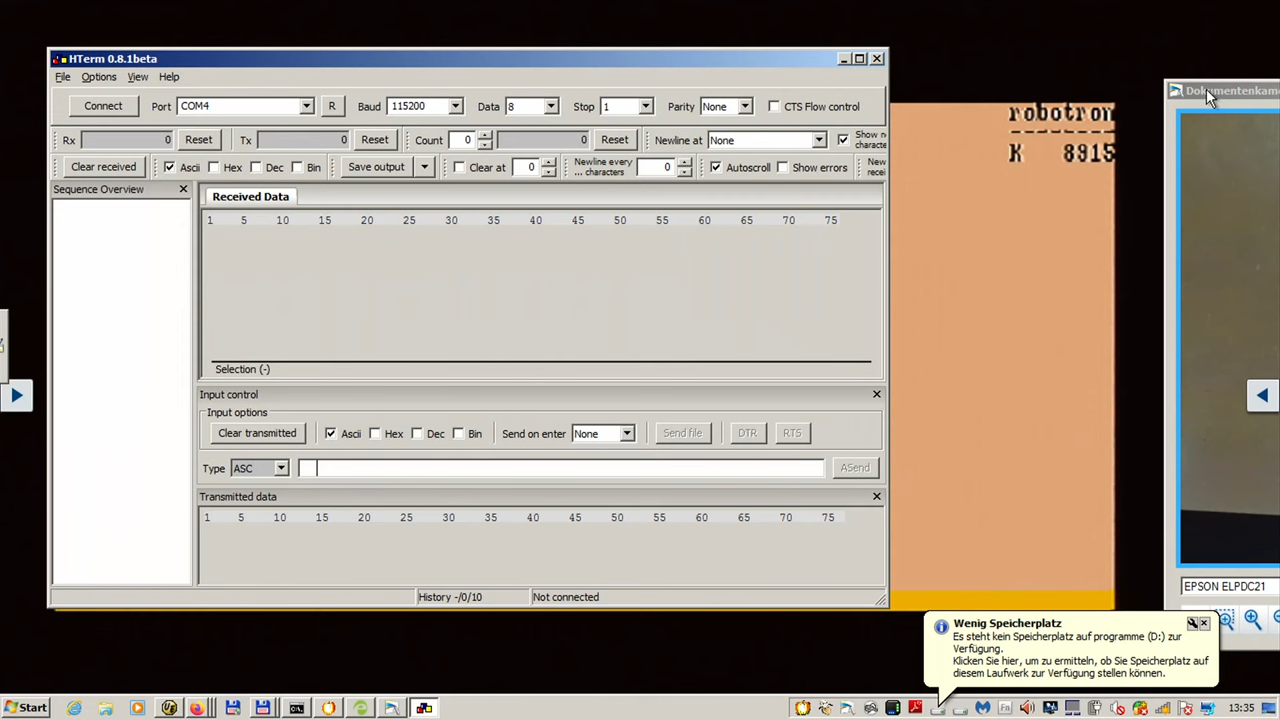 HTerm 0.8.1beta
File Options View Help
Connect Port COM4 R Baud 115200 Data 8 Stop 1 Parity None CTS Flow control
Rx 0 Reset Tx 0 Reset Count 0 0 Reset Newline at None Show ne
characte
Clear received Ascii Hex Dec Bin Save output Clear at 0 Newline every
... characters 0 Autoscroll Show errors New
recei
Sequence Overview
Received Data
1 5 10 15 20 25 30 35 40 45 50 55 60 65 70 75
Selection (-)
Input control
Input options
Clear transmitted Ascii Hex Dec Bin Send on enter None Send file DTR RTS
Type ASC ASend
Transmitted data
1 5 10 15 20 25 30 35 40 45 50 55 60 65 70 75
History -/0/10 Not connected
robotron
K 8915
Dokumentenkame
EPSON ELPDC21
Wenig Speicherplatz
Es steht kein Speicherplatz auf programme (D:) zur
Verfügung.
Klicken Sie hier, um zu ermitteln, ob Sie Speicherplatz auf
diesem Laufwerk zur Verfügung stellen können.
Start
13:35